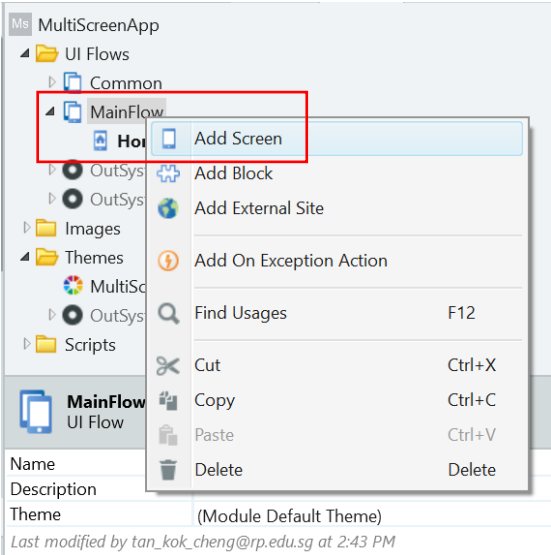 Ms MultiScreenApp
UI Flows
Common
MainFlow
Add Screen
Add Block
OutSys
Add External Site
OutSys
Images
Add On Exception Action
Themes
MultiSc
Find Usages F12
OutSys
Scripts
Cut Ctrl+X
Copy Ctrl+C
Paste Ctrl+V
Delete Delete
MainFlow
UI Flow
Name
Description
Theme (Module Default Theme)
Last modified by tan_kok_cheng@rp.edu.sg at 2:43 PM